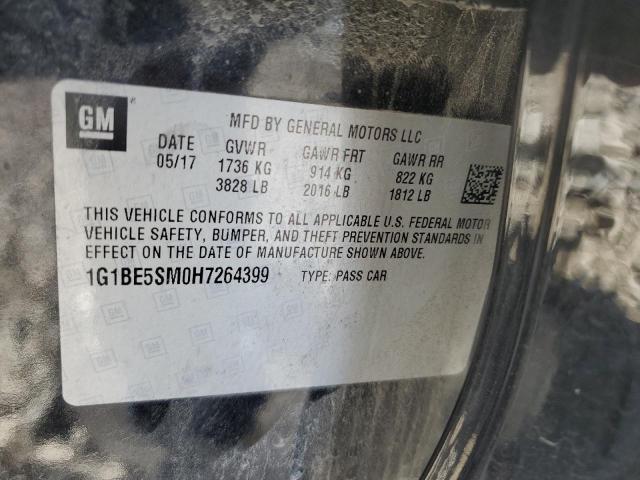 GM
MFD BY GENERAL MOTORS LLC
DATE GVWR GAWR FRT GAWR RR
05/17 1736 KG 914 KG 822 KG
3828 LB 2016 LB 1812 LB
THIS VEHICLE CONFORMS TO ALL APPLICABLE U.S. FEDERAL MOTOR
VEHICLE SAFETY, BUMPER, AND THEFT PREVENTION STANDARDS IN
EFFECT ON THE DATE OF MANUFACTURE SHOWN ABOVE.
1G1BE5SM0H7264399 TYPE: PASS CAR